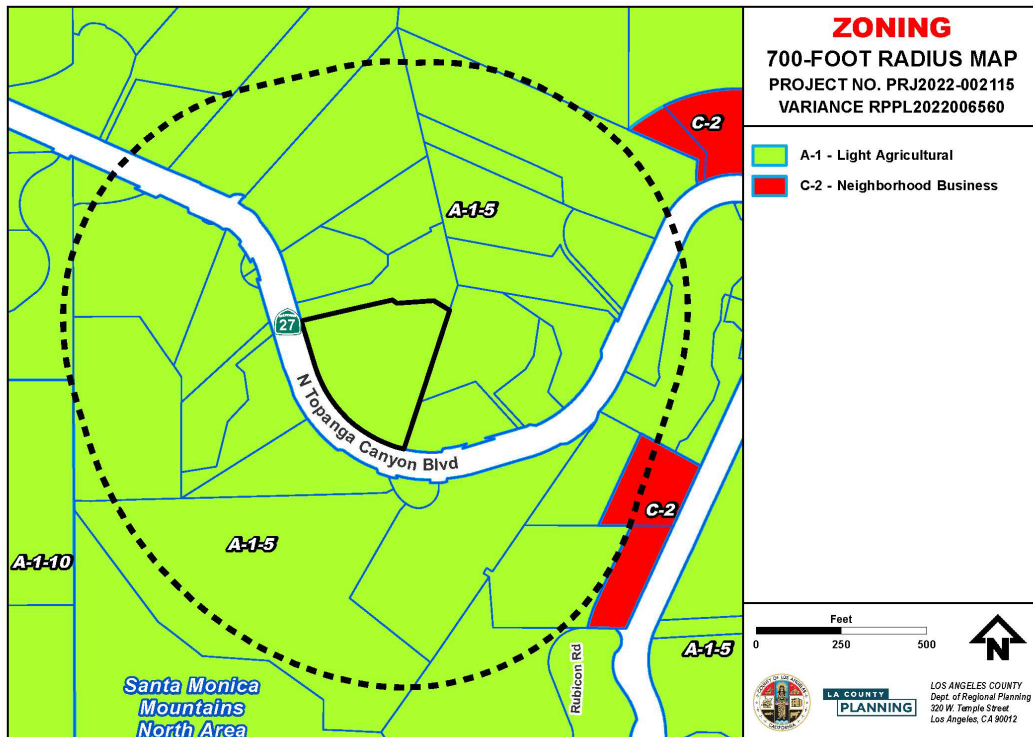 ZONING
700-FOOT RADIUS MAP
PROJECT NO. PRJ2022-002115
VARIANCE RPPL2022006560
A-1 - Light Agricultural
C-2 - Neighborhood Business
C-2
A-1-5
27
N Topanga Canyon Blvd
C-2
A-1-5
A-1-10
A-1-5
Rubicon Rd
Santa Monica
Mountains
North Area
Feet
0 250 500
N
LA COUNTY
PLANNING
LOS ANGELES COUNTY
Dept. of Regional Planning
320 W. Temple Street
Los Angeles, CA 90012